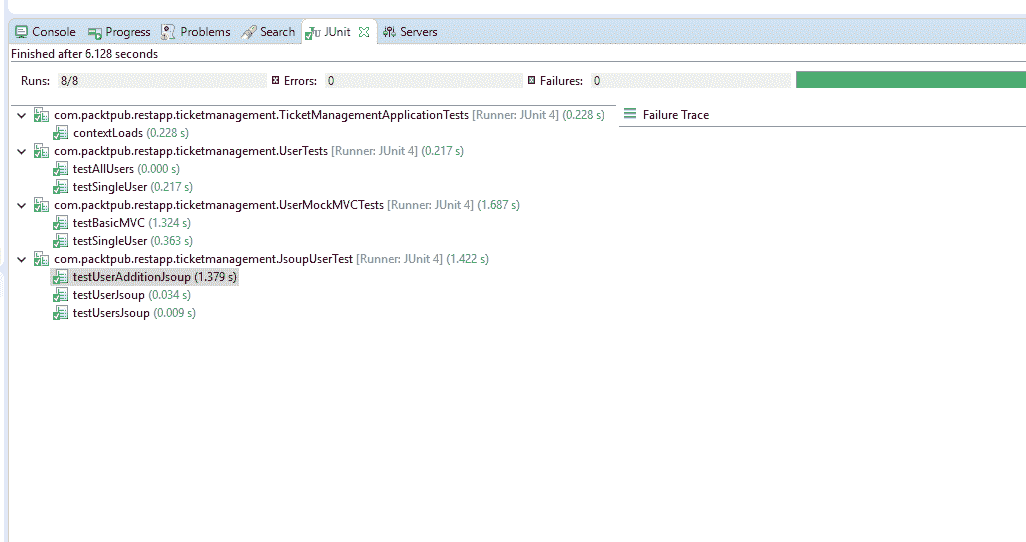 Console Progress Problems Search JUnit Servers
Finished after 6.128 seconds
Runs: 8/8 Errors: 0 Failures: 0
com.packtpub.restapp.ticketmanagement.TicketManagementApplicationTests [Runner: JUnit 4] (0.228 s) Failure Trace
contextLoads (0.228 s)
com.packtpub.restapp.ticketmanagement.UserTests [Runner: JUnit 4] (0.217 s)
testAllUsers (0.000 s)
testSingleUser (0.217 s)
com.packtpub.restapp.ticketmanagement.UserMockMVCTests [Runner: JUnit 4] (1.687 s)
testBasicMVC (1.324 s)
testSingleUser (0.363 s)
com.packtpub.restapp.ticketmanagement.JsoupUserTest [Runner: JUnit 4] (1.422 s)
testUserAdditionJsoup (1.379 s)
testUserJsoup (0.034 s)
testUsersJsoup (0.009 s)